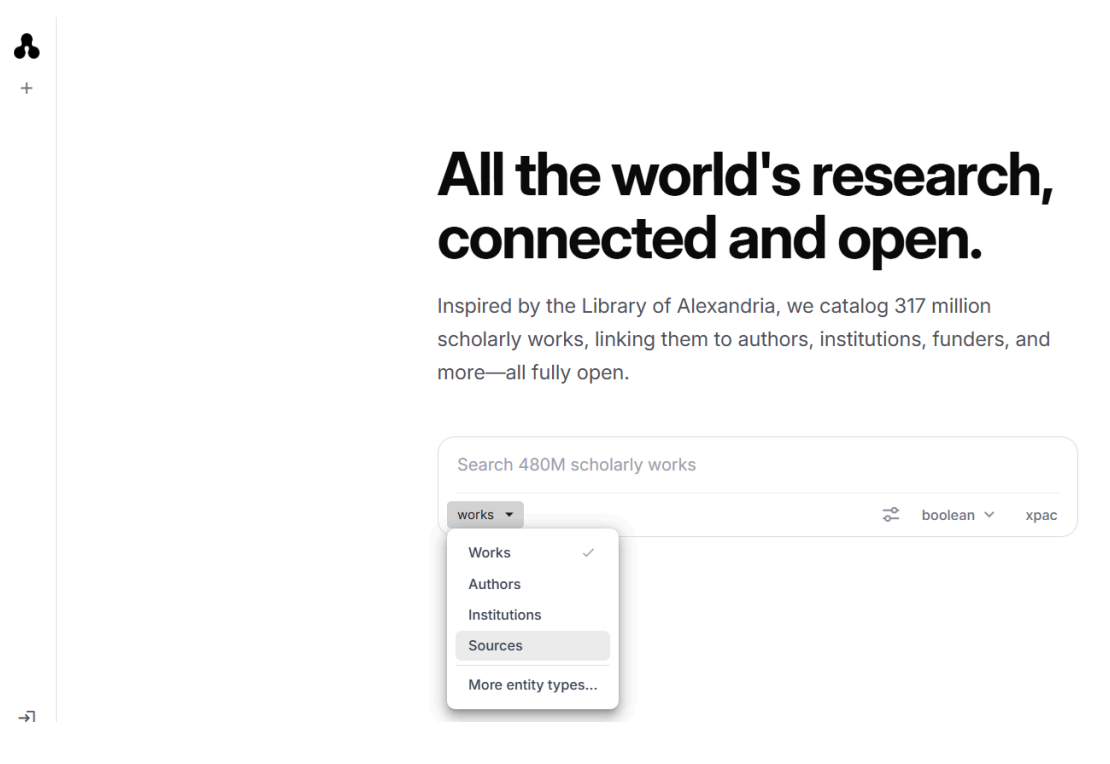 All the world's research,
connected and open.
Inspired by the Library of Alexandria, we catalog 317 million
scholarly works, linking them to authors, institutions, funders, and
more—all fully open.
Search 480M scholarly works
works boolean xpac
Works
Authors
Institutions
Sources
More entity types...